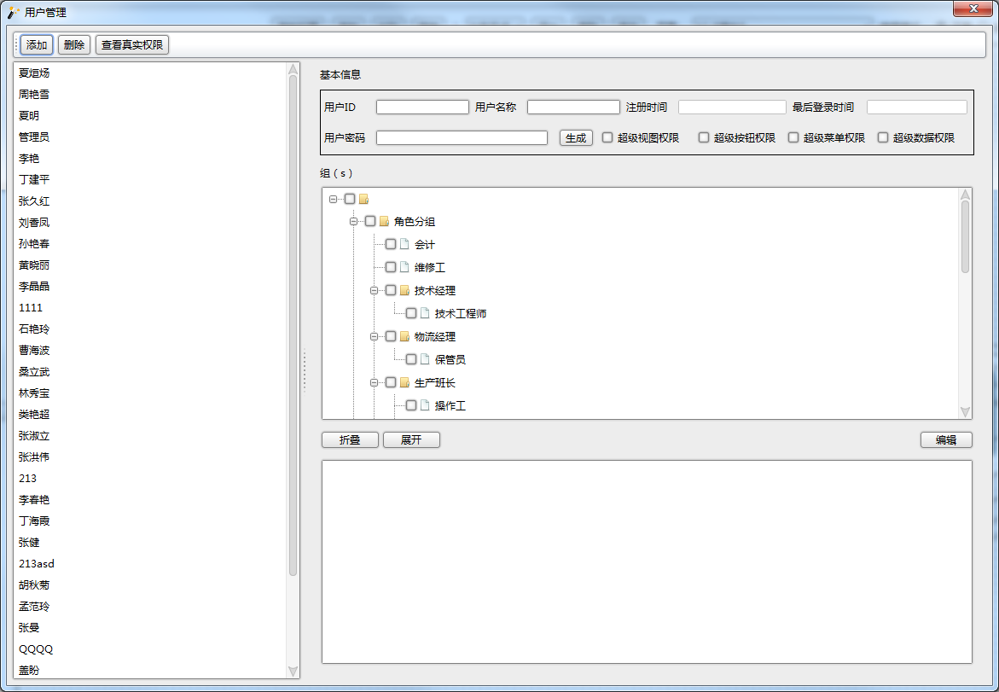 用户管理
添加 删除 查看真实权限
夏烜炀
周艳雪
夏明
管理员
李艳
丁建平
张久红
刘香凤
孙艳春
黄晓丽
李晶晶
1111
石艳玲
曹海波
桑立武
林秀宝
类艳超
张淑立
张洪伟
213
李春艳
丁海霞
张健
213asd
胡秋菊
孟范玲
张曼
QQQQ
盖盼
基本信息
用户ID 用户名称 注册时间 最后登录时间
用户密码 生成 超级视图权限 超级按钮权限 超级菜单权限 超级数据权限
组（s）
角色分组
会计
维修工
技术经理
技术工程师
物流经理
保管员
生产班长
操作工
折叠 展开 编辑